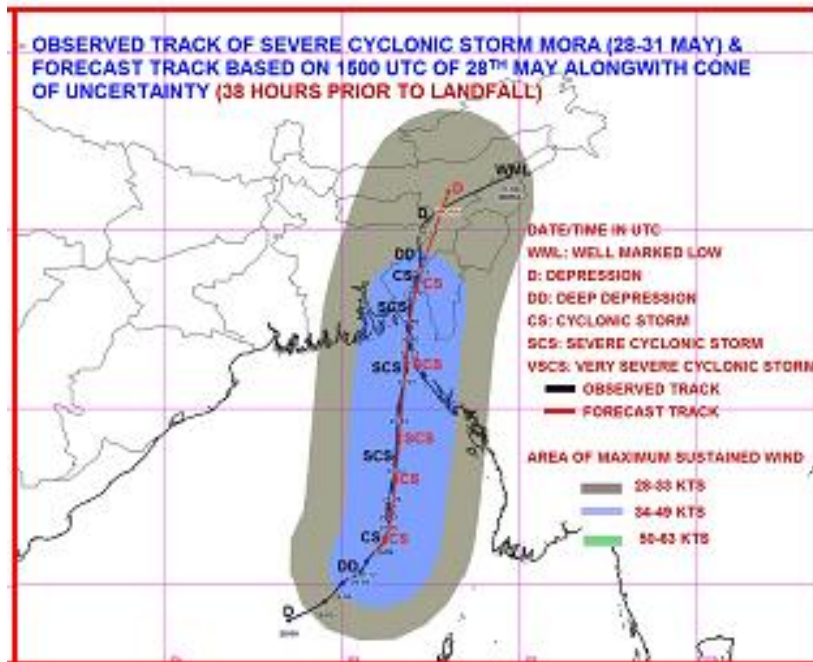 - OBSERVED TRACK OF SEVERE CYCLONIC STORM MORA (28-31 MAY) &
FORECAST TRACK BASED ON 1500 UTC OF 28TH MAY ALONGWITH CONE
OF UNCERTAINTY (38 HOURS PRIOR TO LANDFALL)
WML
D
D
DD
CS
CS
SCS
SCS
SCS
SCS
SCS
CS
CS
CS
DD
D
DATE/TIME IN UTC
WML: WELL MARKED LOW
D: DEPRESSION
DD: DEEP DEPRESSION
CS: CYCLONIC STORM
SCS: SEVERE CYCLONIC STORM
VSCS: VERY SEVERE CYCLONIC STORM
OBSERVED TRACK
FORECAST TRACK
AREA OF MAXIMUM SUSTAINED WIND
28-33 KTS
34-49 KTS
50-63 KTS